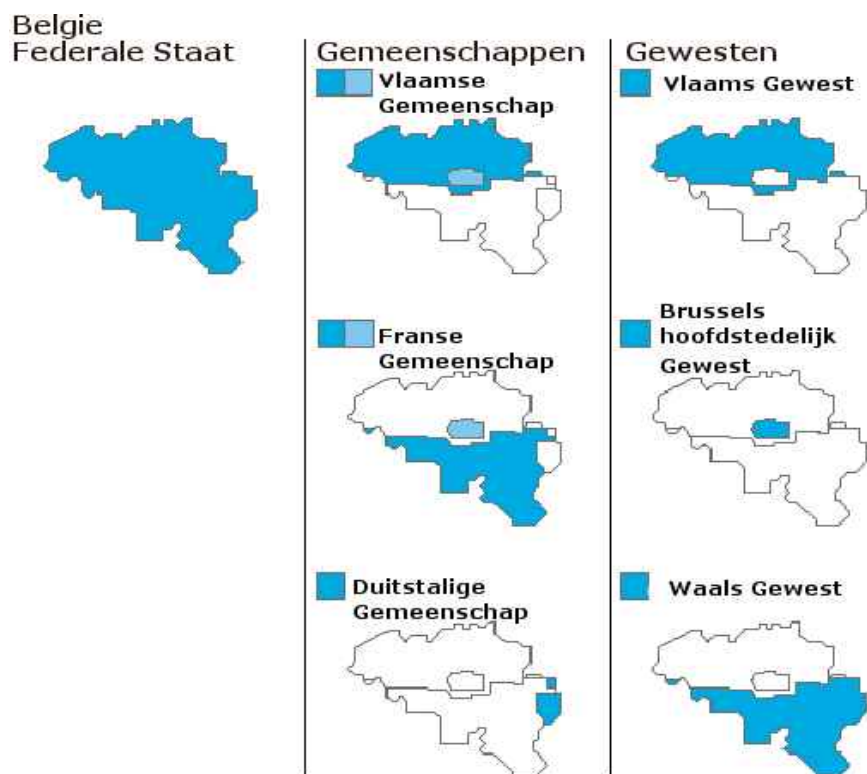 Belgie
Federale Staat
Gemeenschappen
Vlaamse
Gemeenschap
Franse
Gemeenschap
Duitstalige
Gemeenschap
Gewesten
Vlaams Gewest
Brussels
hoofdstedelijk
Gewest
Waals Gewest